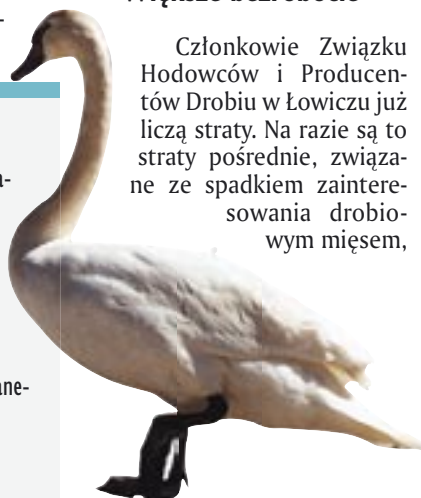 Członkowie Związku
Hodowców i Producen-
tów Drobiu w Łowiczu już
liczą straty. Na razie są to
straty pośrednie, związa-
ne ze spadkiem zaintere-
sowania drobio-
wym mięsem,